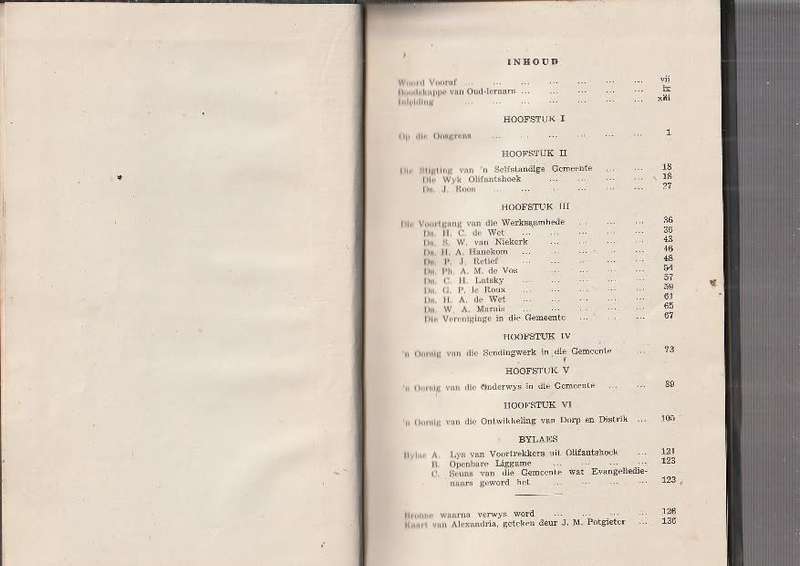 INHOUD
Woord Vooraf ... ... ... ... ... ... vii
Boodskappe van Oud-leraars ... ... ... ... ix
Inleiding ... ... ... ... ... xiii
HOOFSTUK I
Op die Oosgrens ... ... ... ... ... 1
HOOFSTUK II
Die Stigting van 'n Selfstandige Gemeente ... ... 18
Die Wyk Olifantshoek ... ... ... ... 18
Ds. J. Roos ... ... ... ... ... 27
HOOFSTUK III
Die Voortgang van die Werksaamhede ... ... ... 36
Ds. H. C. de Wet ... ... ... ... ... 36
Ds. S. W. van Niekerk ... ... ... ... 43
Ds. H. A. Hanekom ... ... ... ... ... 46
Ds. P. J. Retief ... ... ... ... ... 48
Ds. Ph. A. M. de Vos ... ... ... ... 54
Ds. C. H. Lutsky ... ... ... ... ... 57
Ds. G. P. le Roux ... ... ... ... ... 59
Ds. H. A. de Wet ... ... ... ... ... 61
Ds. W. A. Marais ... ... ... ... ... 65
Die Verenigings in die Gemeente ... ... ... 67
HOOFSTUK IV
'n Oorsig van die Sendingwerk in die Gemeente ... 73
HOOFSTUK V
'n Oorsig van die Onderwys in die Gemeente ... ... 89
HOOFSTUK VI
'n Oorsig van die Ontwikkeling van Dorp en Distrik ... 105
BYLAES
Bylae A. Lys van Voortrekkers uit Olifantshoek ... 121
B. Openbare Liggame ... ... ... ... 123
C. Seuns van die Gemeente wat Evangeliedie-
naars geword het ... ... ... ... 123
Bronne waarna verwys word ... ... ... ... 126
Kaart van Alexandria, geteken deur J. M. Potgieter ... 136